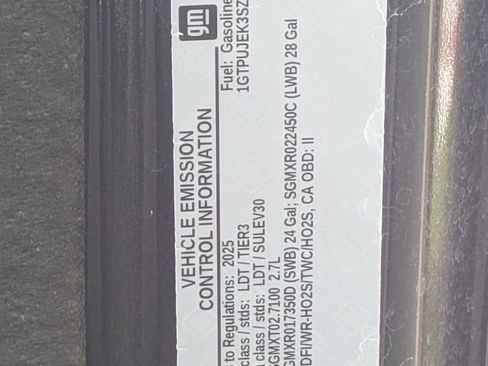 gm
VEHICLE EMISSION
CONTROL INFORMATION
Fuel: Gasoline
1GTPUJEK3SZ
to Regulations: 2025
class / stds: LDT / TIER3
class / stds: LDT / SULEV30
SGMXT02.7100 2.7L
GMXR017350D (SWB) 24 Gal; SGMXR022450C (LWB) 28 Gal
DFI/WR-HO2S/TWC/HO2S, CA OBD: II